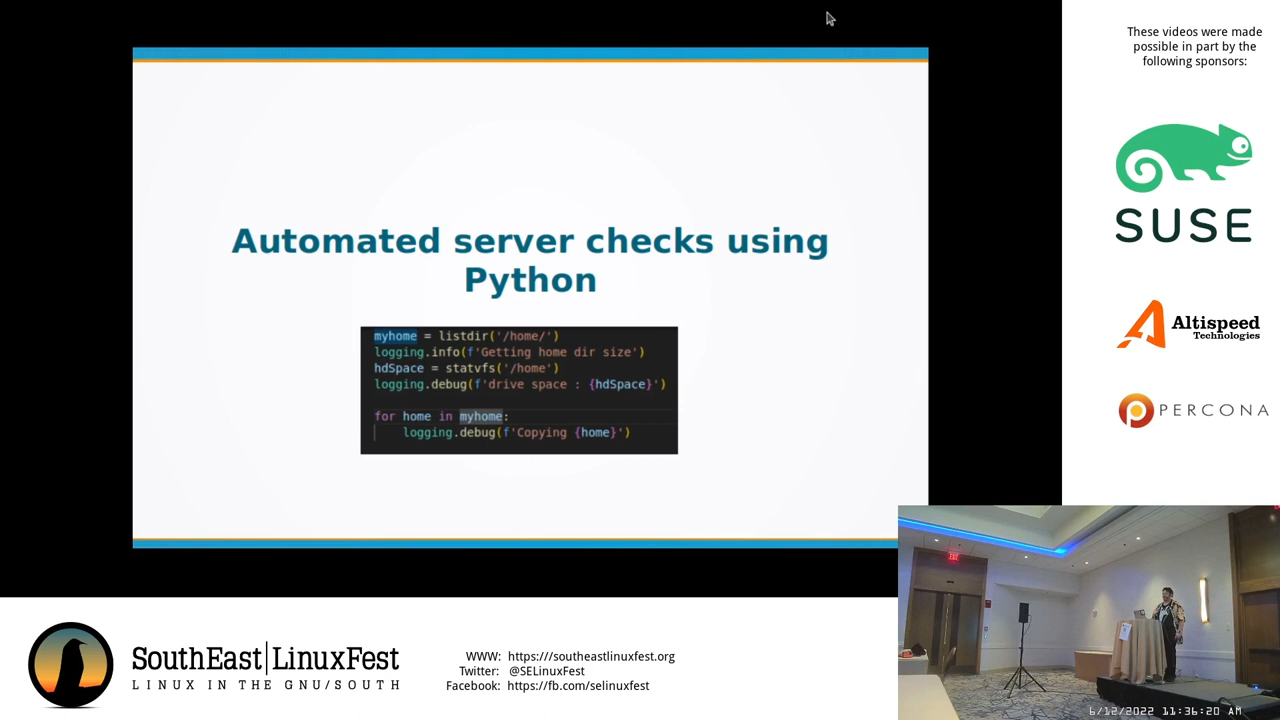 These videos were made
possible in part by the
following sponsors:
Automated server checks using
Python
myhome = listdir('/home/')
logging.info(f'Getting home dir size')
hdSpace = statvfs('/home')
logging.debug(f'drive space : {hdSpace}')
for home in myhome:
logging.debug(f'Copying {home}')
SUSE
Altispeed
Technologies
PERCONA
SouthEast LinuxFest
LINUX IN THE GNU/SOUTH
WWW: https:///southeastlinuxfest.org
Twitter: @SELinuxFest
Facebook: https://fb.com/selinuxfest
6/12/2022 11:36:20 AM